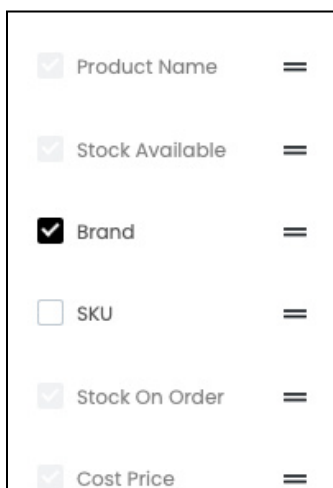 Product Name
Stock Available
Brand
SKU
Stock On Order
Cost Price